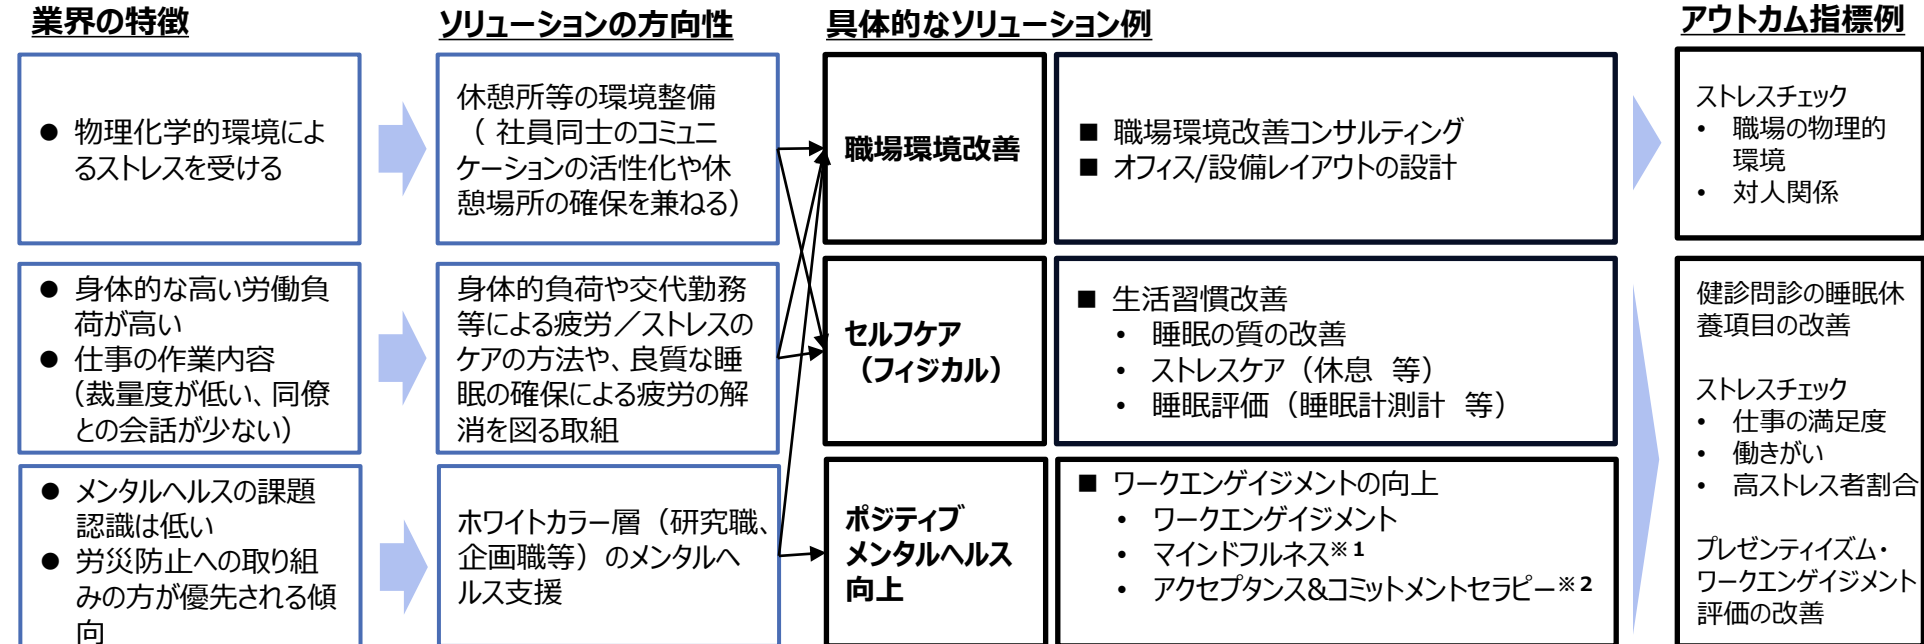 業界の特徴
ソリューションの方向性
具体的なソリューション例
アウトカム指標例
● 物理化学的環境によ
るストレスを受ける
休憩所等の環境整備
（ 社員同士のコミュニ
ケーションの活性化や休
憩場所の確保を兼ねる）
職場環境改善
■ 職場環境改善コンサルティング
■ オフィス/設備レイアウトの設計
ストレスチェック
• 職場の物理的
環境
• 対人関係
● 身体的な高い労働負
荷が高い
● 仕事の作業内容
（裁量度が低い、同僚
との会話が少ない）
身体的負荷や交代勤務
等による疲労／ストレスの
ケアの方法や、良質な睡
眠の確保による疲労の解
消を図る取組
セルフケア
（フィジカル）
■ 生活習慣改善
• 睡眠の質の改善
• ストレスケア（休息 等）
• 睡眠評価（睡眠計測計 等）
健診問診の睡眠休
養項目の改善
ストレスチェック
• 仕事の満足度
• 働きがい
• 高ストレス者割合
プレゼンティイズム・
ワークエンゲイジメント
評価の改善
● メンタルヘルスの課題
認識は低い
● 労災防止への取り組
みの方が優先される傾
向
ホワイトカラー層（研究職、
企画職等）のメンタルヘ
ルス支援
ポジティブ
メンタルヘルス
向上
■ ワークエンゲイジメントの向上
• ワークエンゲイジメント
• マインドフルネス※1
• アクセプタンス&コミットメントセラピー※2